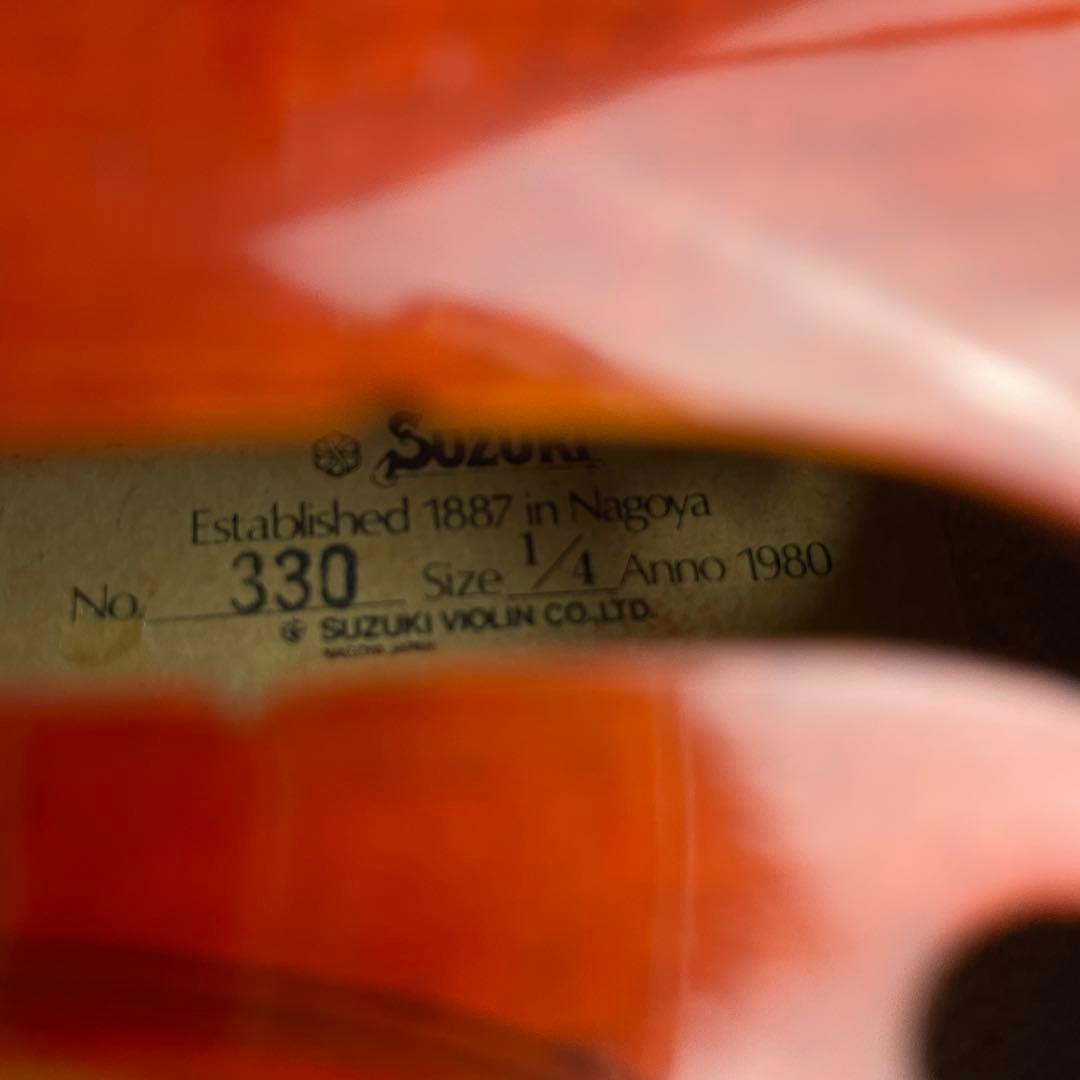 SUZUKI
Established 1887 in Nagoya
No. 330 Size 1/4 Anno 1980
SUZUKI VIOLIN CO.,LTD.
NAGOYA JAPAN